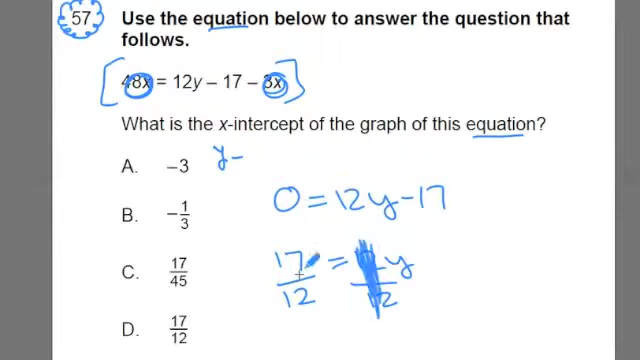 57 Use the equation below to answer the question that
follows.
48x = 12y – 17 – 3x
What is the x-intercept of the graph of this equation?
A. –3
B. –1/3
C. 17/45
D. 17/12
y –
0 = 12y – 17
17/12 = 12y/12